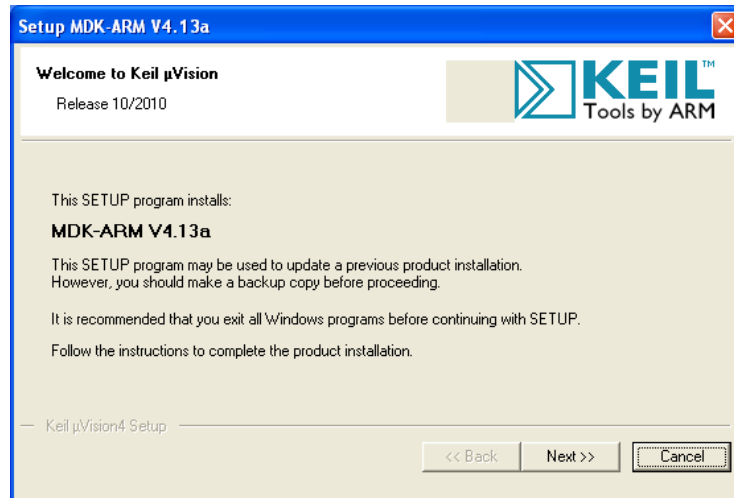 Setup MDK-ARM V4.13a
Welcome to Keil µVision
Release 10/2010
KEIL™
Tools by ARM
This SETUP program installs:
MDK-ARM V4.13a
This SETUP program may be used to update a previous product installation.
However, you should make a backup copy before proceeding.
It is recommended that you exit all Windows programs before continuing with SETUP.
Follow the instructions to complete the product installation.
Keil µVision4 Setup
<< Back
Next >>
Cancel